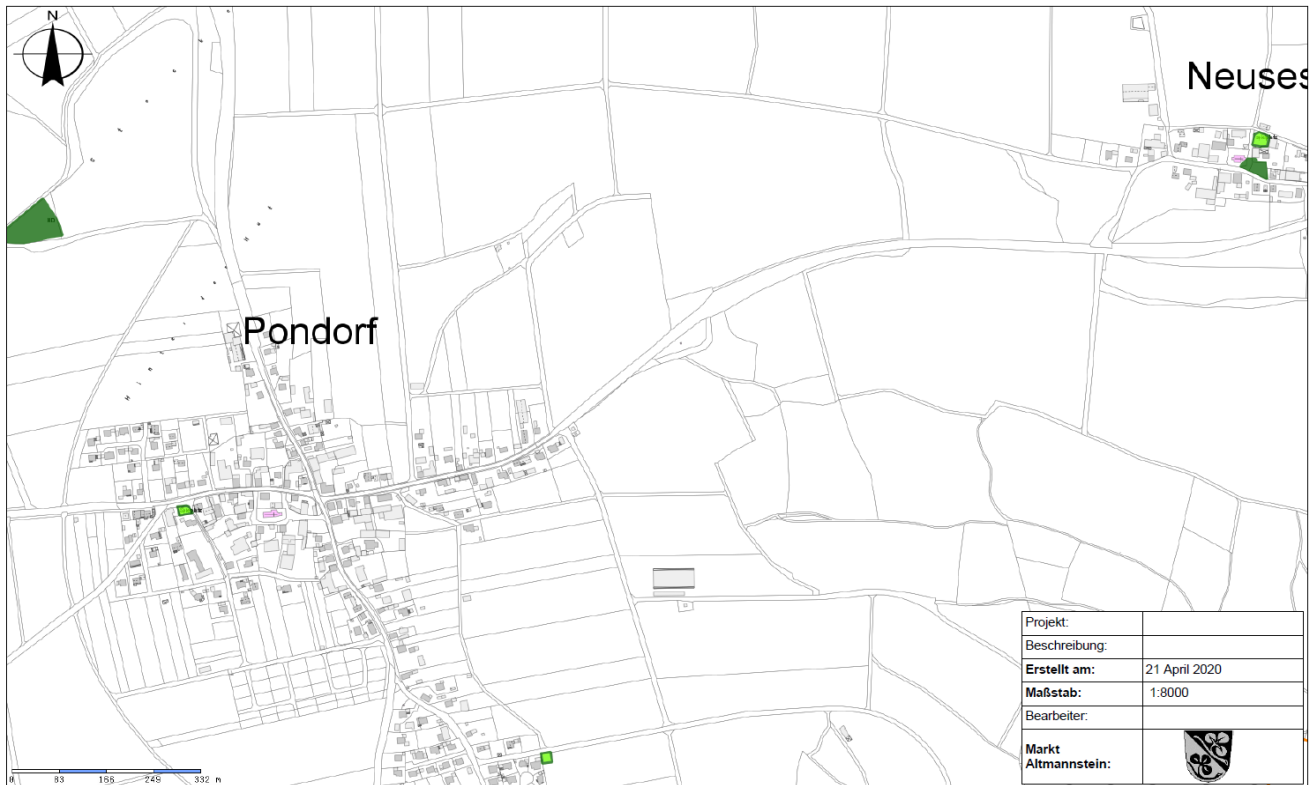 N
Neuses
Pondorf
Projekt:
Beschreibung:
Erstellt am: 21 April 2020
Maßstab: 1:8000
Bearbeiter:
Markt
Altmannstein:
0 83 166 249 332 m